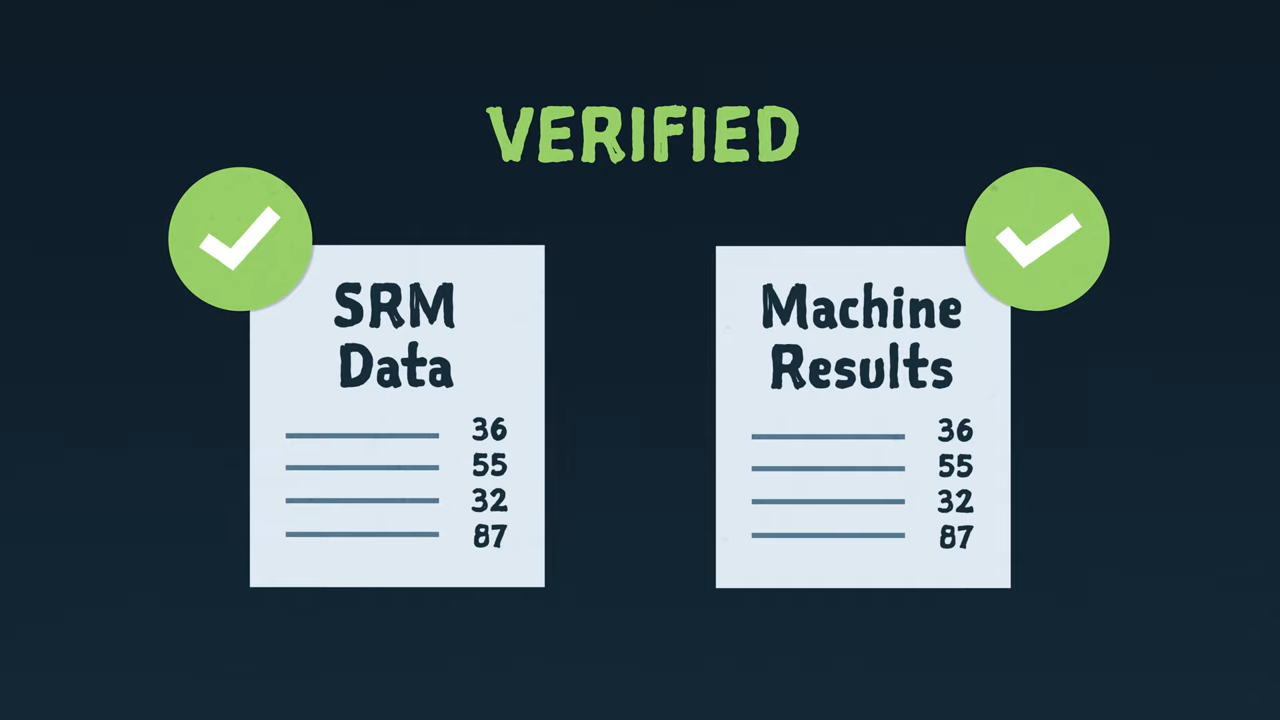 VERIFIED
SRM
Data
36
55
32
87
Machine
Results
36
55
32
87